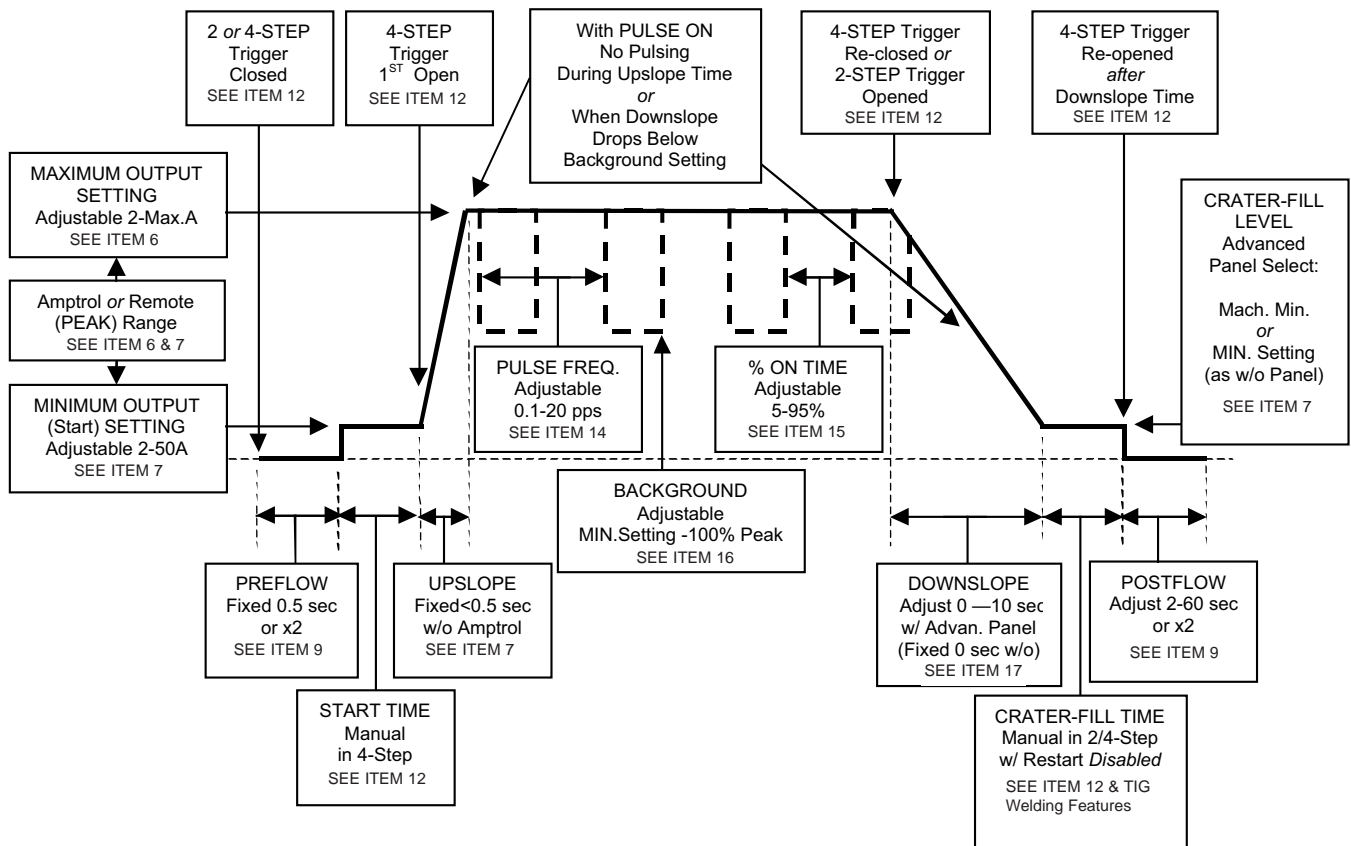 2 or 4-STEP
Trigger
Closed
SEE ITEM 12
4-STEP
Trigger
1ST Open
SEE ITEM 12
With PULSE ON
No Pulsing
During Upslope Time
or
When Downslope
Drops Below
Background Setting
4-STEP Trigger
Re-closed or
2-STEP Trigger
Opened
SEE ITEM 12
4-STEP Trigger
Re-opened
after
Downslope Time
SEE ITEM 12
MAXIMUM OUTPUT
SETTING
Adjustable 2-Max.A
SEE ITEM 6
Amptrol or Remote
(PEAK) Range
SEE ITEM 6 & 7
MINIMUM OUTPUT
(Start) SETTING
Adjustable 2-50A
SEE ITEM 7
CRATER-FILL
LEVEL
Advanced
Panel Select:
Mach. Min.
or
MIN. Setting
(as w/o Panel)
SEE ITEM 7
PULSE FREQ.
Adjustable
0.1-20 pps
SEE ITEM 14
% ON TIME
Adjustable
5-95%
SEE ITEM 15
BACKGROUND
Adjustable
MIN.Setting -100% Peak
SEE ITEM 16
PREFLOW
Fixed 0.5 sec
or x2
SEE ITEM 9
UPSLOPE
Fixed<0.5 sec
w/o Amptrol
SEE ITEM 7
DOWNSLOPE
Adjust 0 —10 sec
w/ Advan. Panel
(Fixed 0 sec w/o)
SEE ITEM 17
POSTFLOW
Adjust 2-60 sec
or x2
SEE ITEM 9
START TIME
Manual
in 4-Step
SEE ITEM 12
CRATER-FILL TIME
Manual in 2/4-Step
w/ Restart Disabled
SEE ITEM 12 & TIG
Welding Features